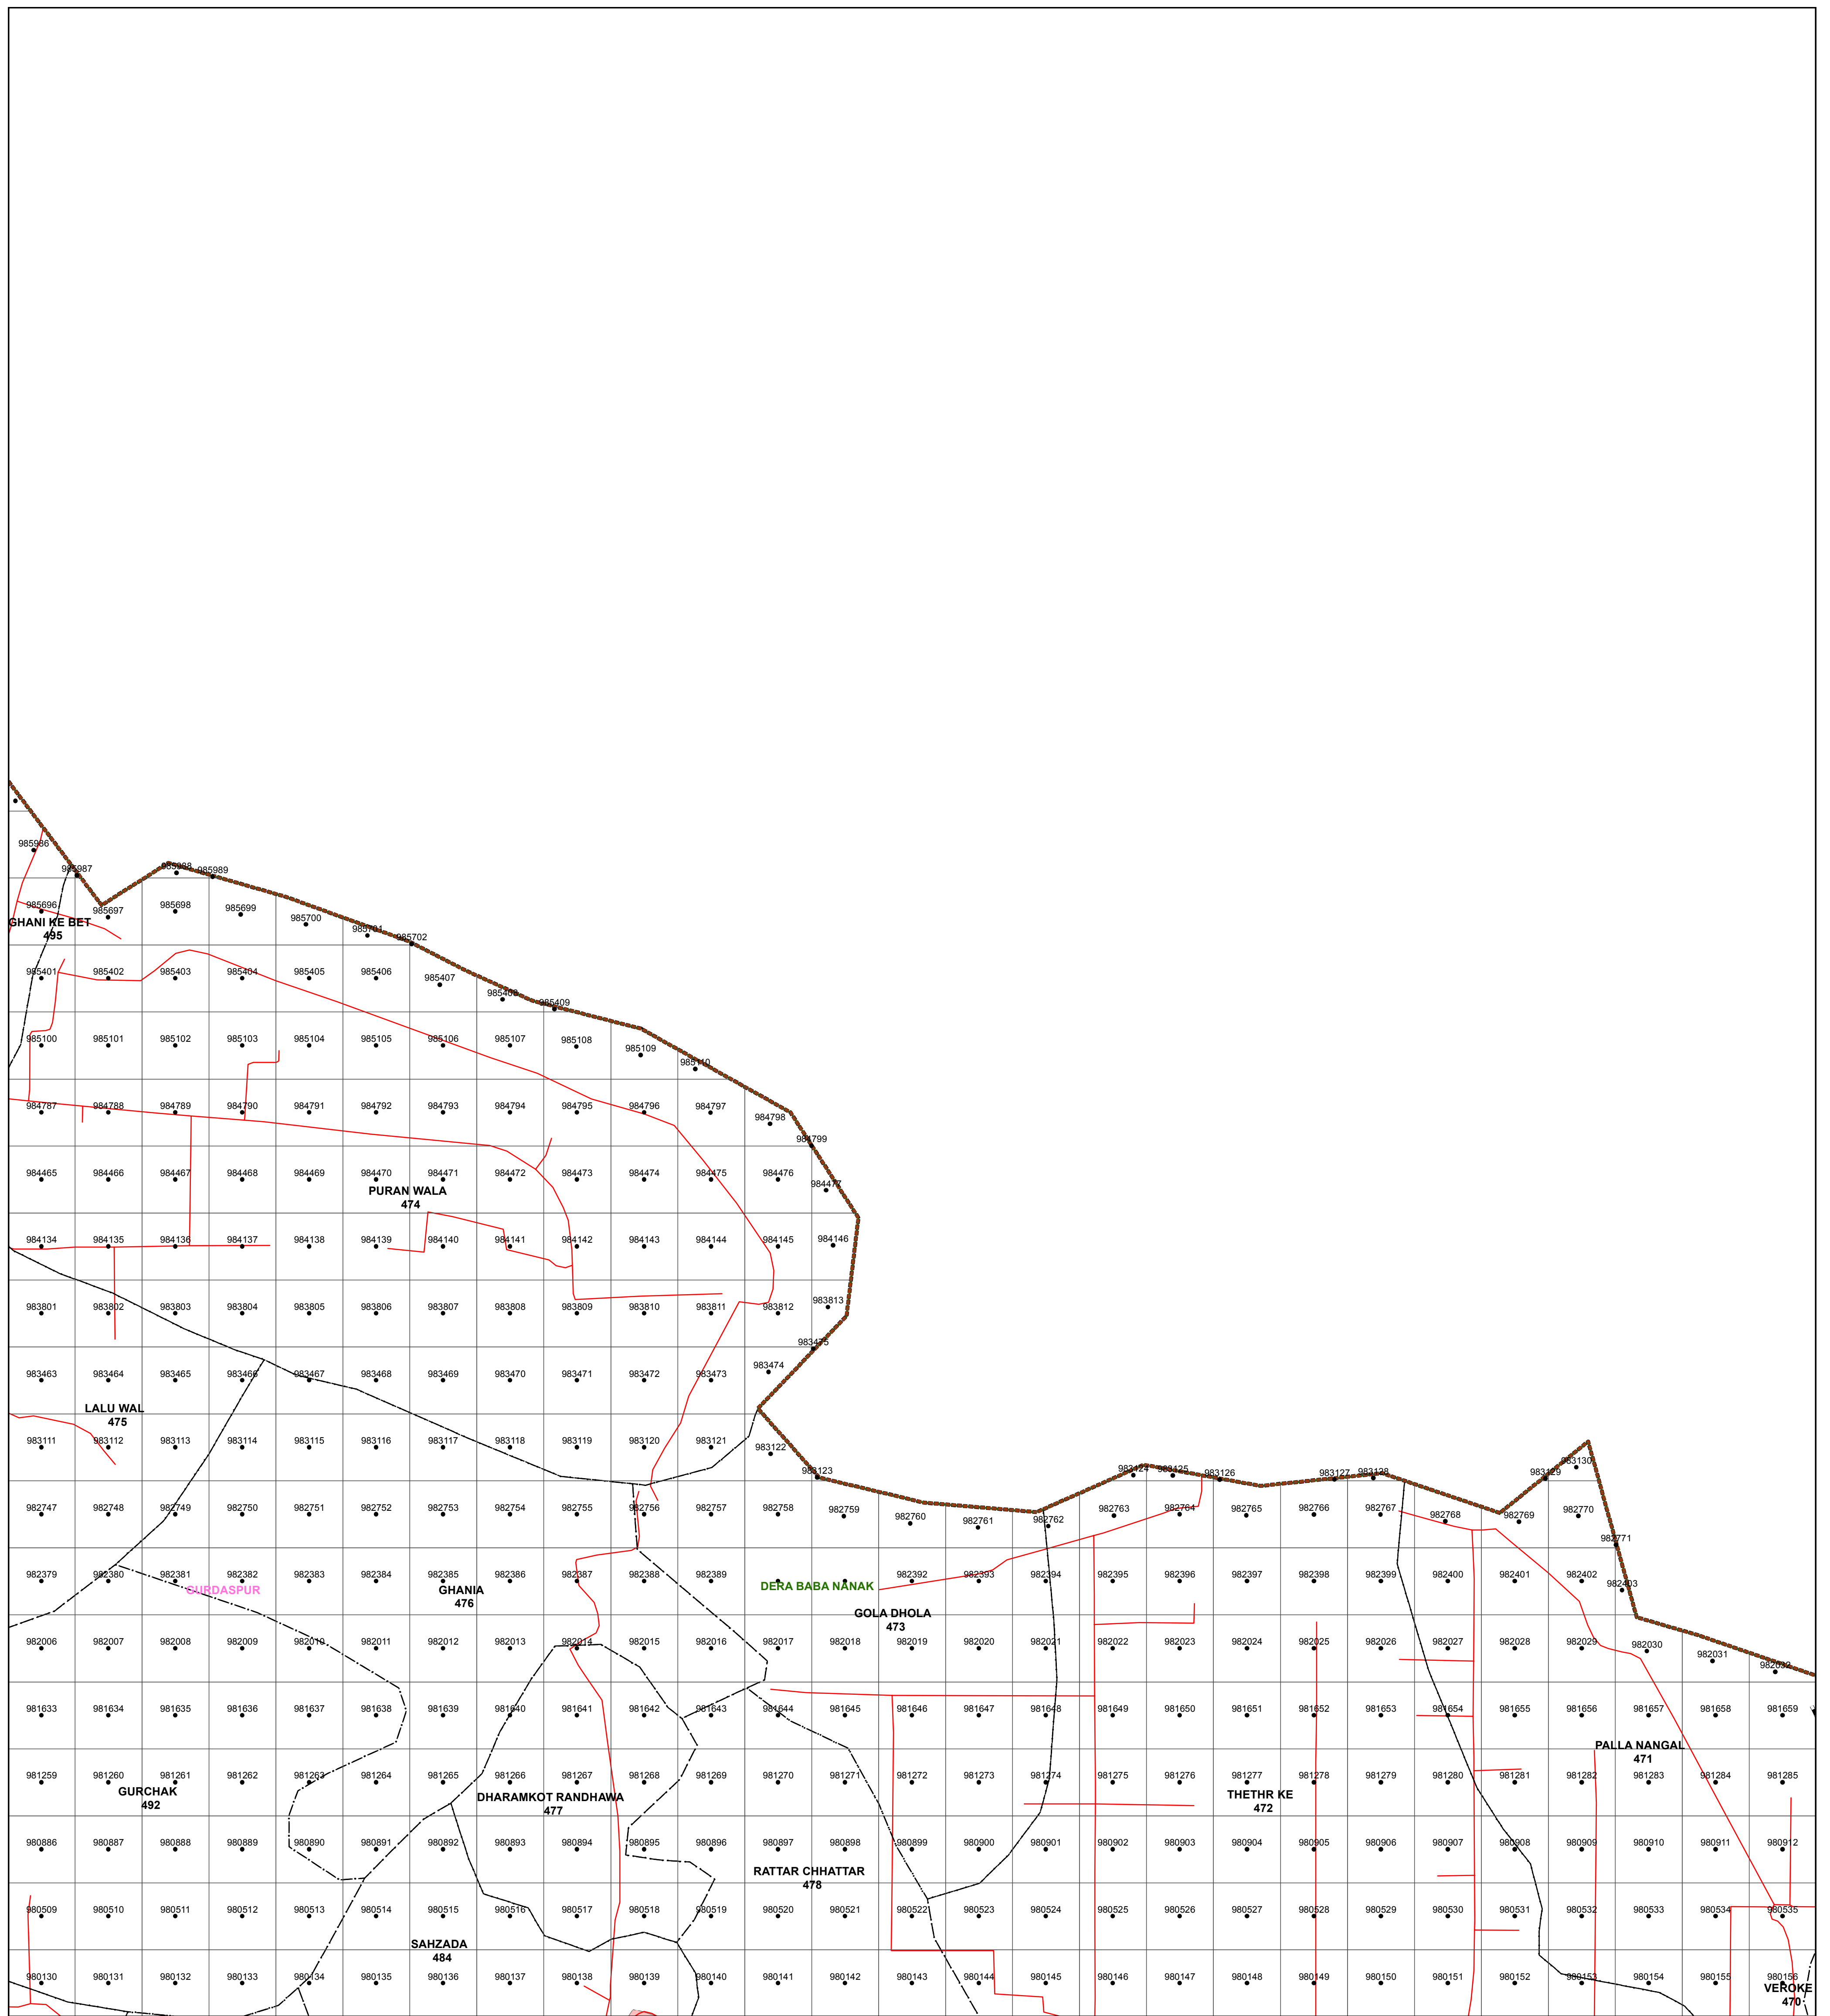 985986
985987
985988 985989
985696 985697 985698 985699 985700 985701 985702
GHANI KE BET
495
985401 985402 985403 985404 985405 985406 985407 985408 985409
985100 985101 985102 985103 985104 985105 985106 985107 985108 985109 985110
984787 984788 984789 984790 984791 984792 984793 984794 984795 984796 984797 984798 984799
984465 984466 984467 984468 984469 984470 984471 984472 984473 984474 984475 984476 984477
PURAN WALA
474
984134 984135 984136 984137 984138 984139 984140 984141 984142 984143 984144 984145 984146
983801 983802 983803 983804 983805 983806 983807 983808 983809 983810 983811 983812 983813
983463 983464 983465 983466 983467 983468 983469 983470 983471 983472 983473 983474 983475
LALU WAL
475
983111 983112 983113 983114 983115 983116 983117 983118 983119 983120 983121 983122 983123 983124 983125 983126 983127 983128 983129 983130
982747 982748 982749 982750 982751 982752 982753 982754 982755 982756 982757 982758 982759 982760 982761 982762 982763 982764 982765 982766 982767 982768 982769 982770 982771
982379 982380 982381 982382 982383 982384 982385 982386 982387 982388 982389 982392 982393 982394 982395 982396 982397 982398 982399 982400 982401 982402 982403
GURDASPUR
GHANIA
476
DERA BABA NANAK
GOLA DHOLA
473
982006 982007 982008 982009 982010 982011 982012 982013 982014 982015 982016 982017 982018 982019 982020 982021 982022 982023 982024 982025 982026 982027 982028 982029 982030 982031 982032
981633 981634 981635 981636 981637 981638 981639 981640 981641 981642 981643 981644 981645 981646 981647 981648 981649 981650 981651 981652 981653 981654 981655 981656 981657 981658 981659
PALLA NANGAL
471
981259 981260 981261 981262 981263 981264 981265 981266 981267 981268 981269 981270 981271 981272 981273 981274 981275 981276 981277 981278 981279 981280 981281 981282 981283 981284 981285
GURCHAK
492
DHARAMKOT RANDHAWA
477
THETHR KE
472
980886 980887 980888 980889 980890 980891 980892 980893 980894 980895 980896 980897 980898 980899 980900 980901 980902 980903 980904 980905 980906 980907 980908 980909 980910 980911 980912
RATTAR CHHATTAR
478
980509 980510 980511 980512 980513 980514 980515 980516 980517 980518 980519 980520 980521 980522 980523 980524 980525 980526 980527 980528 980529 980530 980531 980532 980533 980534 980535
SAHZADA
484
980130 980131 980132 980133 980134 980135 980136 980137 980138 980139 980140 980141 980142 980143 980144 980145 980146 980147 980148 980149 980150 980151 980152 980153 980154 980155 980156
VEROKE
470